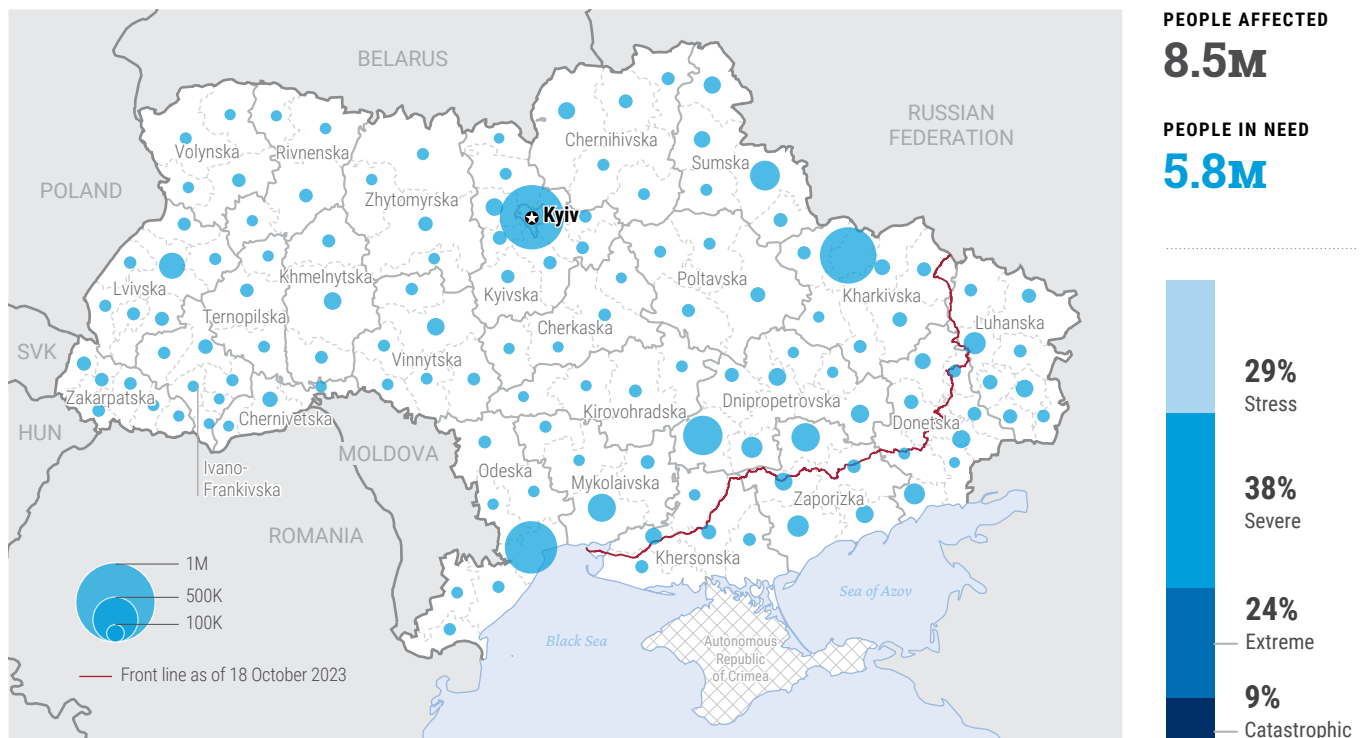 BELARUS
RUSSIAN
FEDERATION
POLAND
SVK
HUN
MOLDOVA
ROMANIA
Volynska
Rivnenska
Zhytomyrska
Chernihivska
Sumska
Kyiv
Lvivska
Ternopilska
Khmelnytska
Kyivska
Cherkaska
Poltavska
Kharkivska
Luhanska
Vinnytska
Zakarpatska
Chernivetska
Ivano-
Frankivska
Kirovohradska
Dnipropetrovska
Donetska
Odeska
Mykolaivska
Zaporizka
Khersonska
Sea of Azov
Black Sea
Autonomous
Republic
of Crimea
1M
500K
100K
Front line as of 18 October 2023
PEOPLE AFFECTED
8.5M
PEOPLE IN NEED
5.8M
29%
Stress
38%
Severe
24%
Extreme
9%
Catastrophic